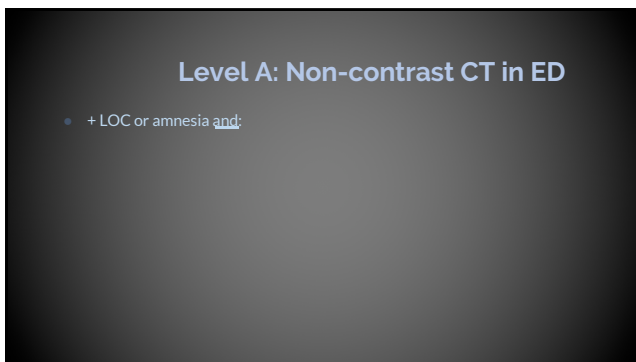 Level A: Non-contrast CT in ED
+ LOC or amnesia and: